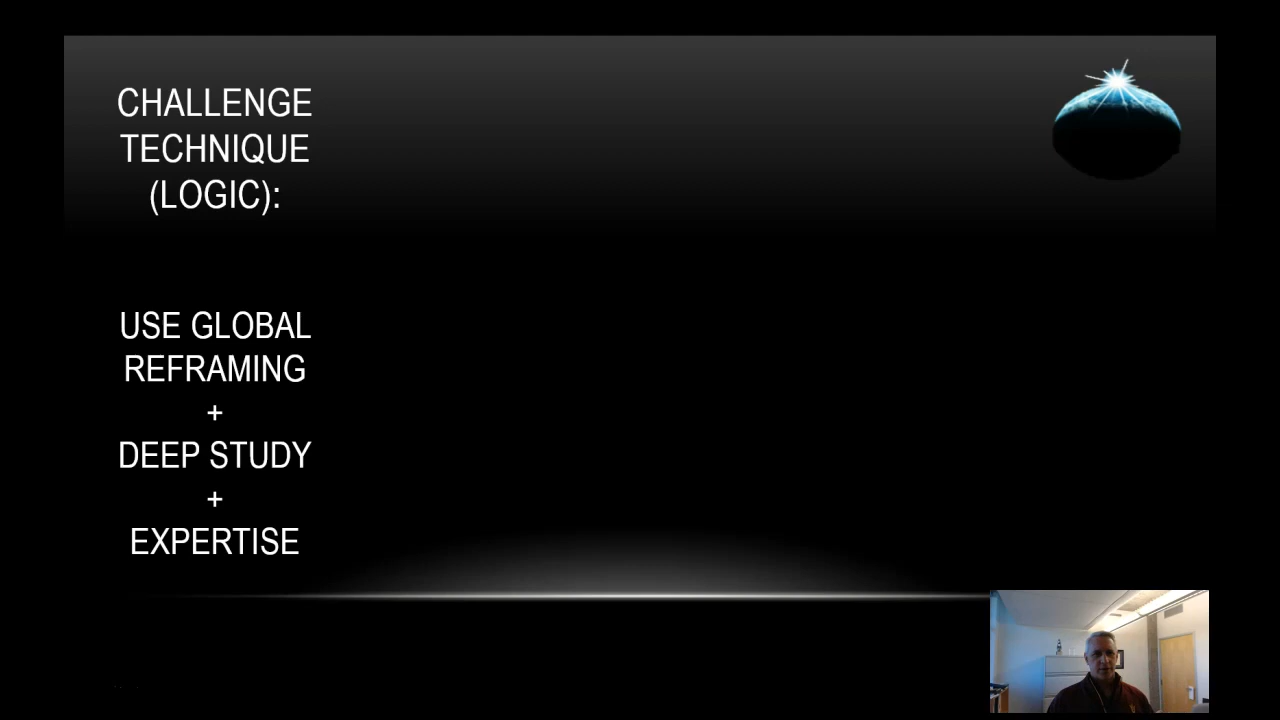 CHALLENGE
TECHNIQUE
(LOGIC):
USE GLOBAL
REFRAMING
+
DEEP STUDY
+
EXPERTISE